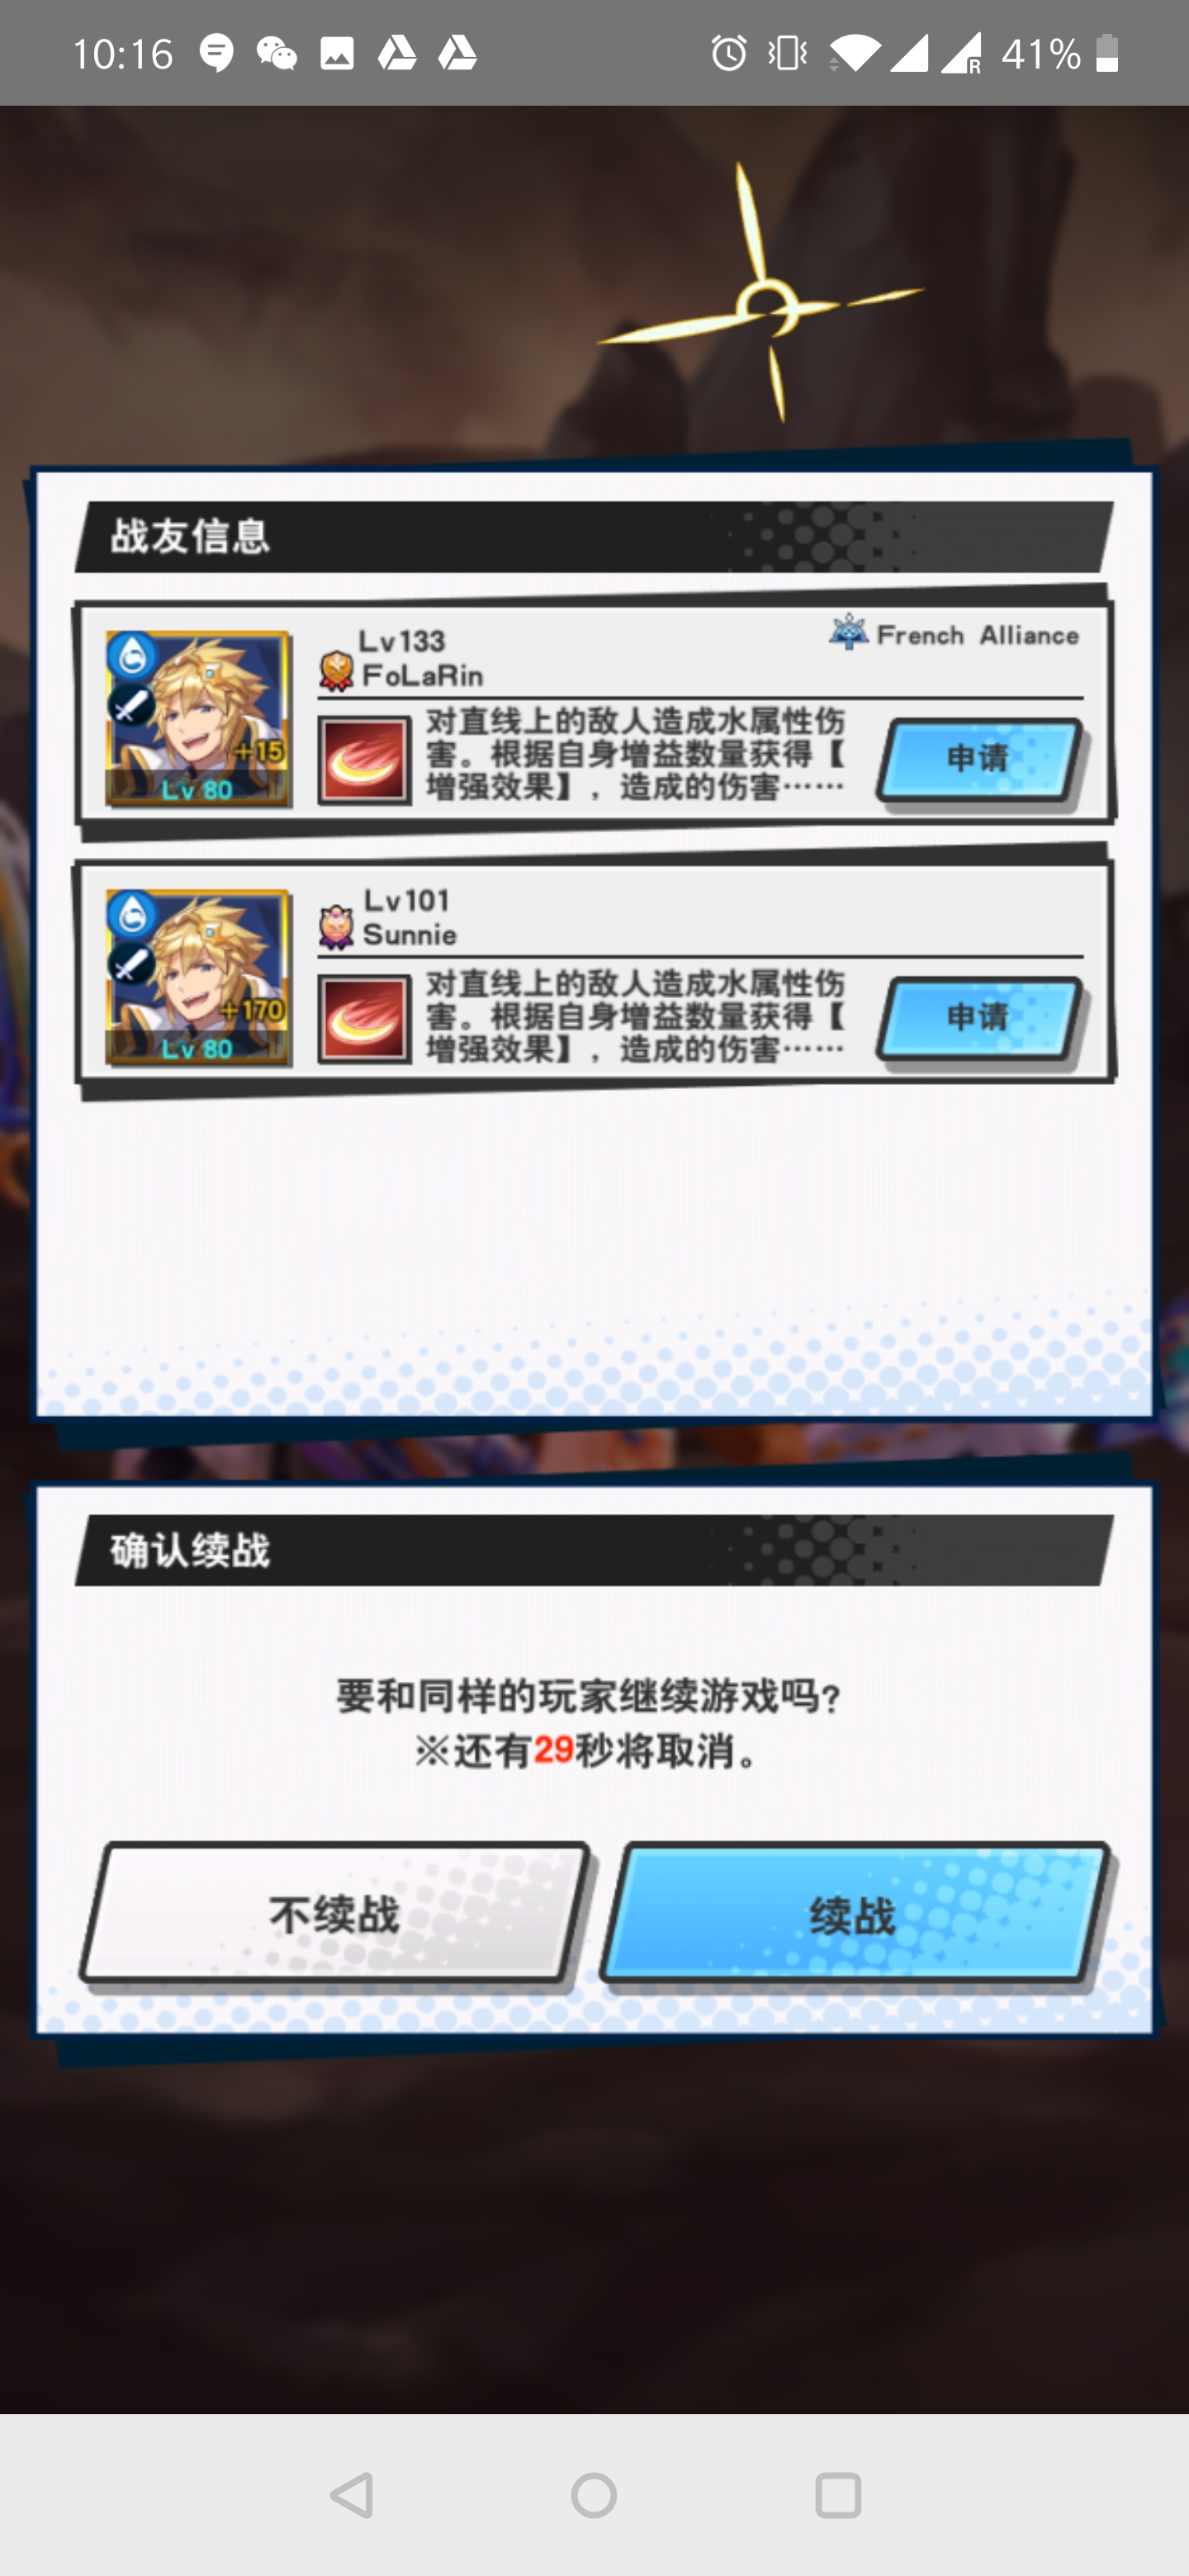 10:16
R 41%
战友信息
Lv133
French Alliance
FoLaRin
+15
Lv 80
对直线上的敌人造成水属性伤
害。根据自身增益数量获得【
增强效果】，造成的伤害……
申请
Lv101
Sunnie
+170
Lv 80
对直线上的敌人造成水属性伤
害。根据自身增益数量获得【
增强效果】，造成的伤害……
申请
确认续战
要和同样的玩家继续游戏吗?
※还有29秒将取消。
不续战
续战